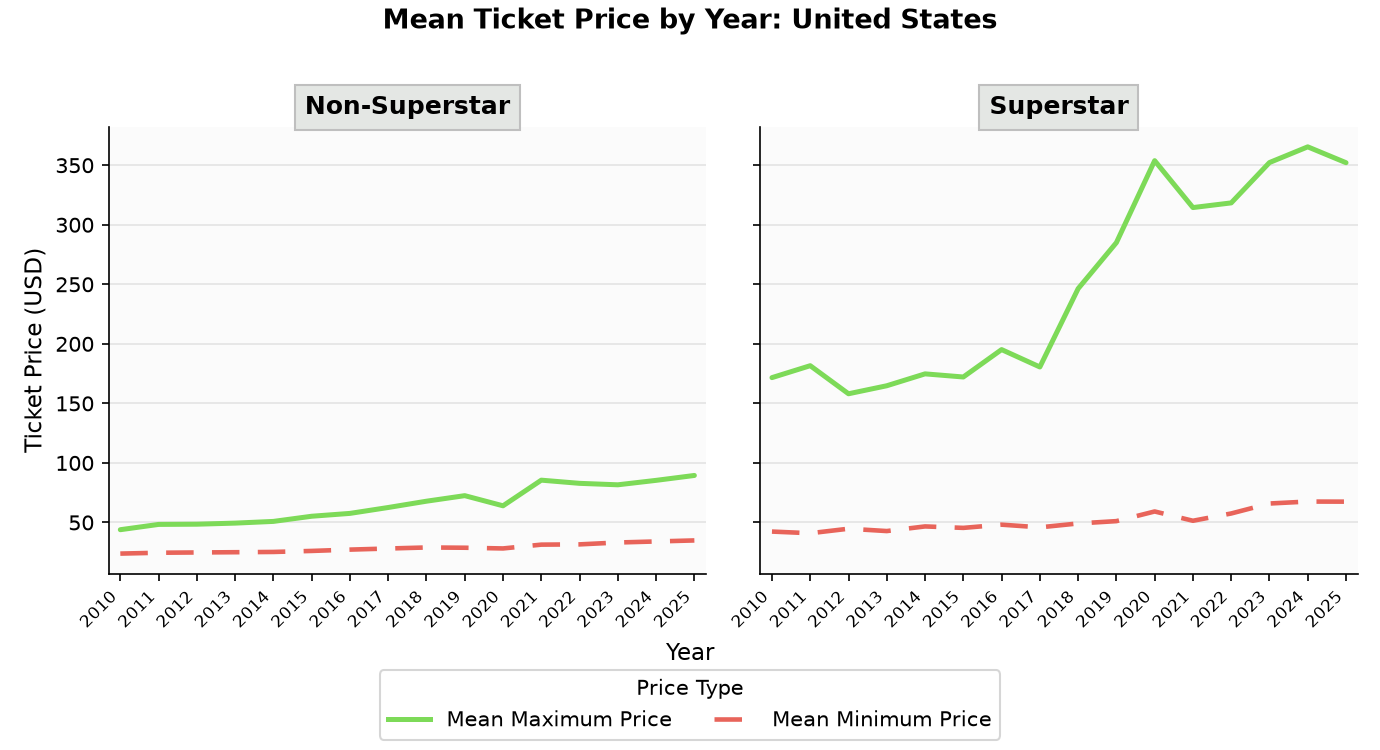 Mean Ticket Price by Year: United States
Non-Superstar
Superstar
Ticket Price (USD)
350
300
250
200
150
100
50
2010 2011 2012 2013 2014 2015 2016 2017 2018 2019 2020 2021 2022 2023 2024 2025
2010 2011 2012 2013 2014 2015 2016 2017 2018 2019 2020 2021 2022 2023 2024 2025
Year
Price Type
Mean Maximum Price
Mean Minimum Price